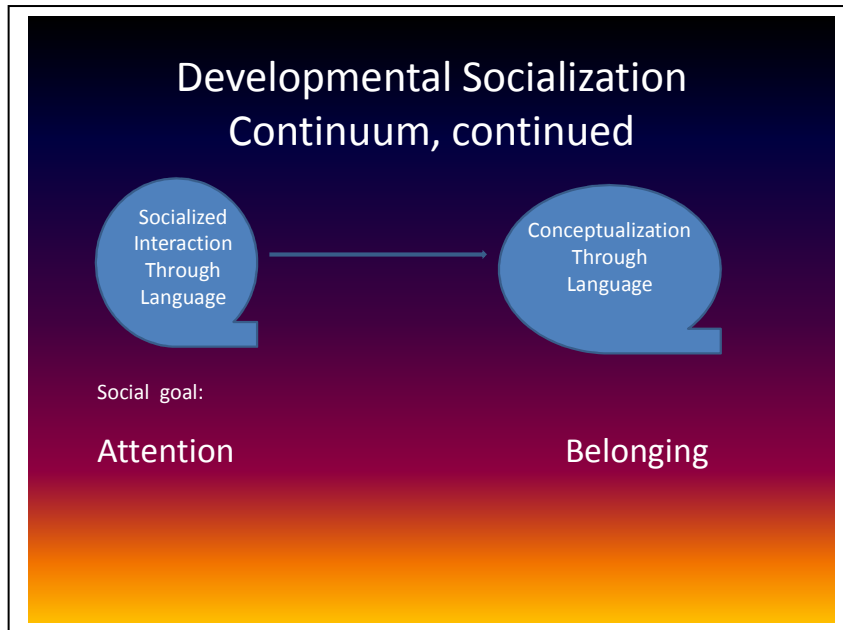 Developmental Socialization
Continuum, continued
Socialized
Interaction
Through
Language
Conceptualization
Through
Language
Social goal:
Attention
Belonging